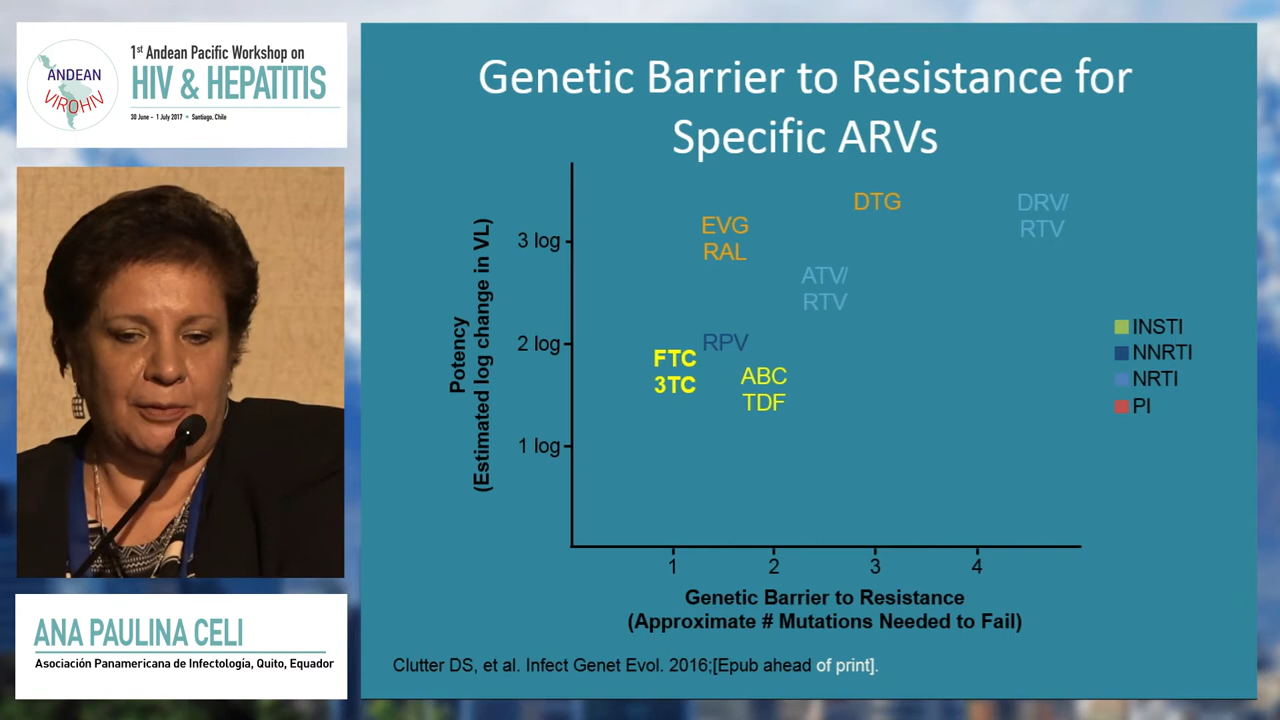 1st Andean Pacific Workshop on
HIV & HEPATITIS
30 June - 1 July 2017 • Santiago, Chile
ANDEAN
VIROHIV
Genetic Barrier to Resistance for
Specific ARVs
Potency
(Estimated log change in VL)
3 log
2 log
1 log
EVG
RAL
DTG
DRV/
RTV
ATV/
RTV
RPV
FTC
3TC
ABC
TDF
INSTI
NNRTI
NRTI
PI
1 2 3 4
Genetic Barrier to Resistance
(Approximate # Mutations Needed to Fail)
Clutter DS, et al. Infect Genet Evol. 2016;[Epub ahead of print].
ANA PAULINA CELI
Asociación Panamericana de Infectología, Quito, Equador